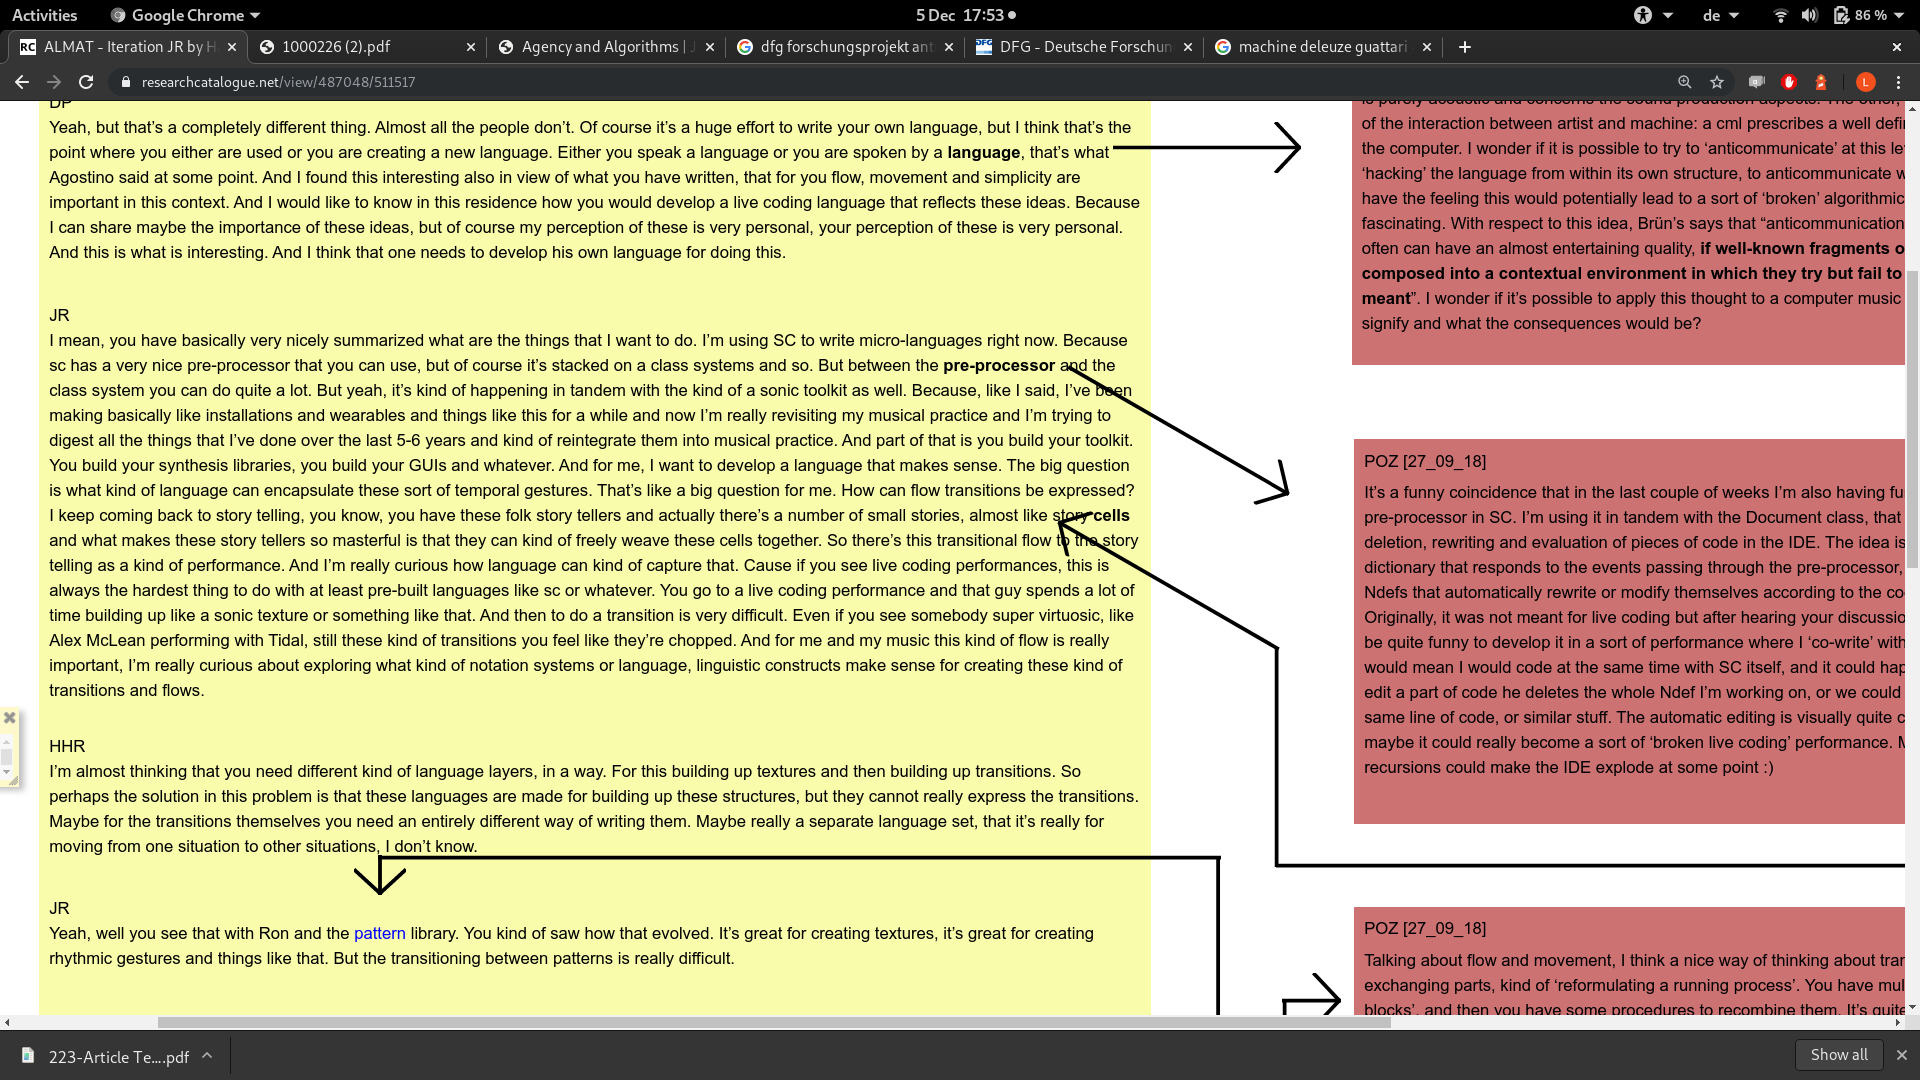 Activities
Google Chrome
5 Dec 17:53
de
86 %
RC ALMAT - Iteration JR by H
1000226 (2).pdf
Agency and Algorithms | J
dfg forschungsprojekt ant
DFG - Deutsche Forschun
machine deleuze guattari
researchcatalogue.net/view/487048/511517
L
DP
Yeah, but that's a completely different thing. Almost all the people don't. Of course it's a huge effort to write your own language, but I think that's the
point where you either are used or you are creating a new language. Either you speak a language or you are spoken by a language, that's what
Agostino said at some point. And I found this interesting also in view of what you have written, that for you flow, movement and simplicity are
important in this context. And I would like to know in this residence how you would develop a live coding language that reflects these ideas. Because
I can share maybe the importance of these ideas, but of course my perception of these is very personal, your perception of these is very personal.
And this is what is interesting. And I think that one needs to develop his own language for doing this.
JR
I mean, you have basically very nicely summarized what are the things that I want to do. I'm using SC to write micro-languages right now. Because
sc has a very nice pre-processor that you can use, but of course it's stacked on a class systems and so. But between the pre-processor and the
class system you can do quite a lot. But yeah, it's kind of happening in tandem with the kind of a sonic toolkit as well. Because, like I said, I've been
making basically like installations and wearables and things like this for a while and now I'm really revisiting my musical practice and I'm trying to
digest all the things that I've done over the last 5-6 years and kind of reintegrate them into musical practice. And part of that is you build your toolkit.
You build your synthesis libraries, you build your GUIs and whatever. And for me, I want to develop a language that makes sense. The big question
is what kind of language can encapsulate these sort of temporal gestures. That's like a big question for me. How can flow transitions be expressed?
I keep coming back to story telling, you know, you have these folk story tellers and actually there's a number of small stories, almost like story cells
and what makes these story tellers so masterful is that they can kind of freely weave these cells together. So there's this transitional flow to the story
telling as a kind of performance. And I'm really curious how language can kind of capture that. Cause if you see live coding performances, this is
always the hardest thing to do with at least pre-built languages like sc or whatever. You go to a live coding performance and that guy spends a lot of
time building up like a sonic texture or something like that. And then to do a transition is very difficult. Even if you see somebody super virtuosic, like
Alex McLean performing with Tidal, still these kind of transitions you feel like they're chopped. And for me and my music this kind of flow is really
important, I'm really curious about exploring what kind of notation systems or language, linguistic constructs make sense for creating these kind of
transitions and flows.
HHR
I'm almost thinking that you need different kind of language layers, in a way. For this building up textures and then building up transitions. So
perhaps the solution in this problem is that these languages are made for building up these structures, but they cannot really express the transitions.
Maybe for the transitions themselves you need an entirely different way of writing them. Maybe really a separate language set, that it's really for
moving from one situation to other situations, I don't know.
JR
Yeah, well you see that with Ron and the pattern library. You kind of saw how that evolved. It's great for creating textures, it's great for creating
rhythmic gestures and things like that. But the transitioning between patterns is really difficult.
is purely acoustic and concerns the sound production aspects. The other,
of the interaction between artist and machine: a cml prescribes a well defi
the computer. I wonder if it is possible to try to 'anticommunicate' at this le
'hacking' the language from within its own structure, to anticommunicate w
have the feeling this would potentially lead to a sort of 'broken' algorithmic
fascinating. With respect to this idea, Brün's says that "anticommunication
often can have an almost entertaining quality, if well-known fragments o
composed into a contextual environment in which they try but fail to
meant". I wonder if it's possible to apply this thought to a computer music
signify and what the consequences would be?
POZ [27_09_18]
It's a funny coincidence that in the last couple of weeks I'm also having fu
pre-processor in SC. I'm using it in tandem with the Document class, that
deletion, rewriting and evaluation of pieces of code in the IDE. The idea is
dictionary that responds to the events passing through the pre-processor,
Ndefs that automatically rewrite or modify themselves according to the co
Originally, it was not meant for live coding but after hearing your discussio
be quite funny to develop it in a sort of performance where I 'co-write' with
would mean I would code at the same time with SC itself, and it could hap
edit a part of code he deletes the whole Ndef I'm working on, or we could
same line of code, or similar stuff. The automatic editing is visually quite c
maybe it could really become a sort of 'broken live coding' performance. M
recursions could make the IDE explode at some point :)
POZ [27_09_18]
Talking about flow and movement, I think a nice way of thinking about tran
exchanging parts, kind of 'reformulating a running process'. You have mul
blocks', and then you have some procedures to recombine them. It's quite
223-Article Te....pdf
Show all